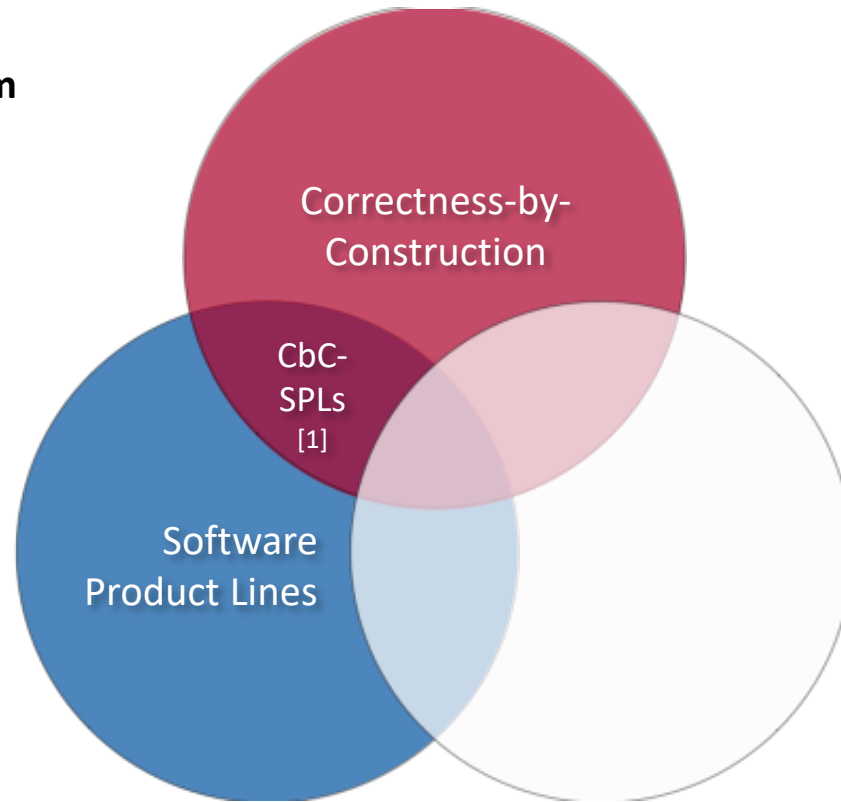 Correctness-by-
Construction
CbC-
SPLs
[1]
Software
Product Lines